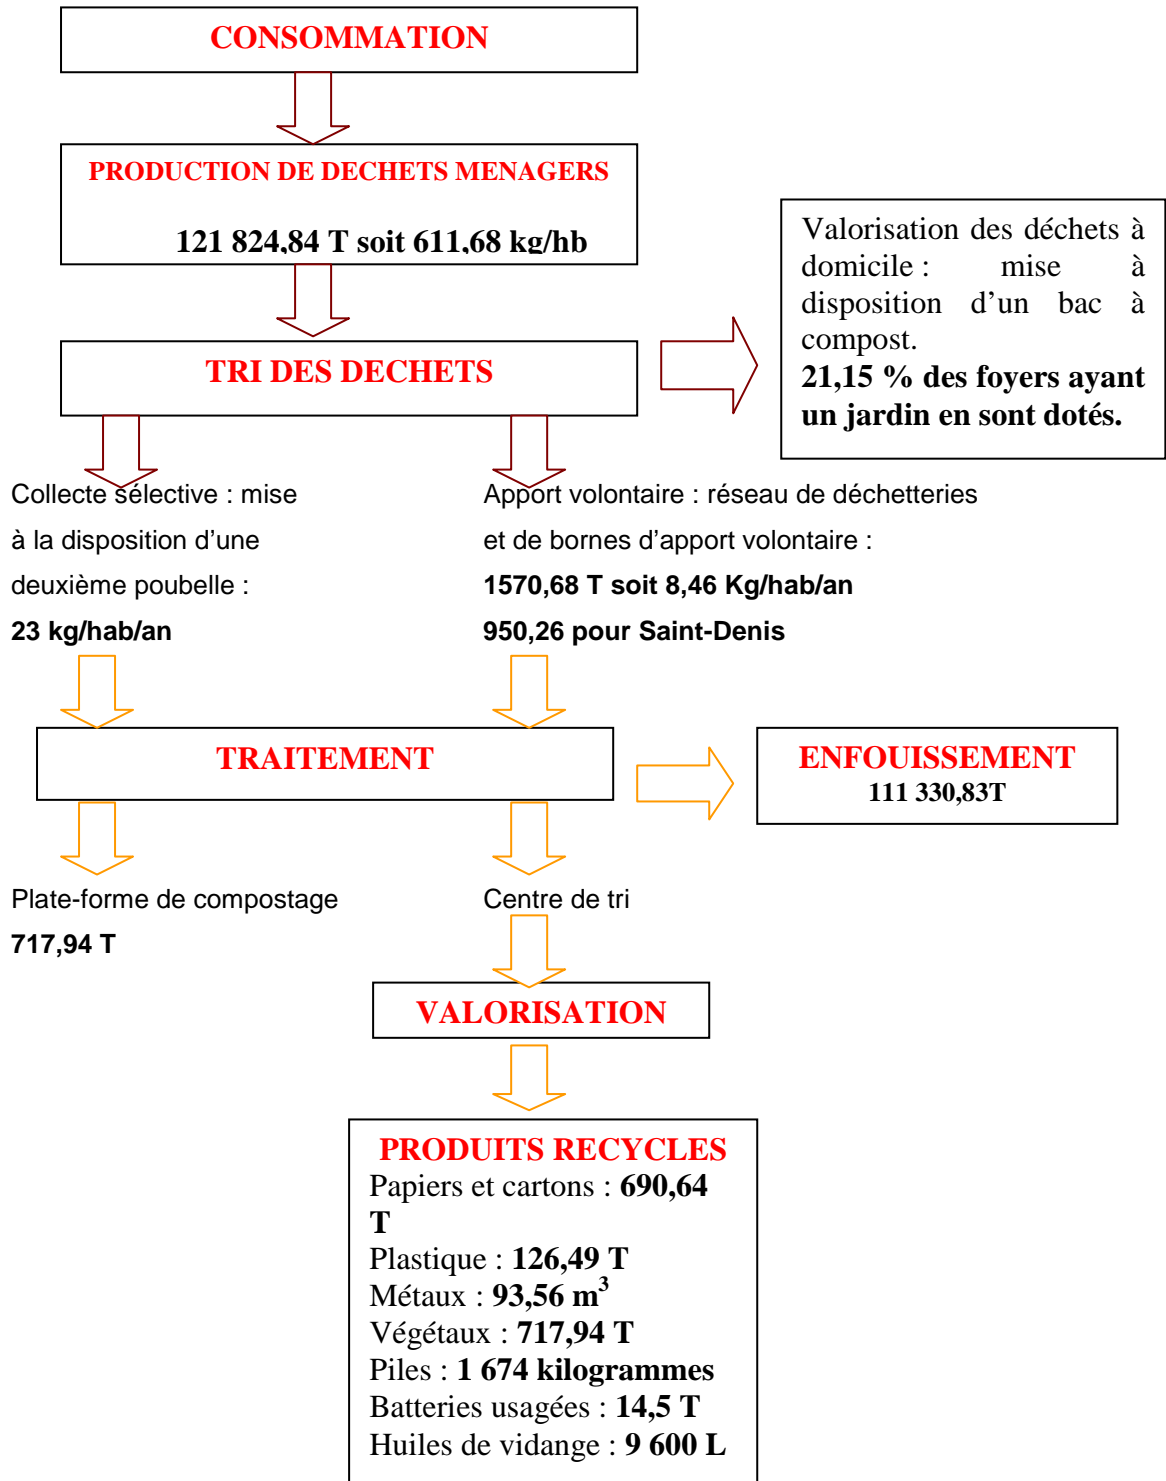 CONSOMMATION
PRODUCTION DE DECHETS MENAGERS
121 824,84 T soit 611,68 kg/hb
Valorisation des déchets à
domicile : mise à
disposition d'un bac à
compost.
21,15 % des foyers ayant
un jardin en sont dotés.
TRI DES DECHETS
Collecte sélective : mise
à la disposition d'une
deuxième poubelle :
23 kg/hab/an
Apport volontaire : réseau de déchetteries
et de bornes d'apport volontaire :
1570,68 T soit 8,46 Kg/hab/an
950,26 pour Saint-Denis
TRAITEMENT
ENFOUISSEMENT
111 330,83T
Plate-forme de compostage
717,94 T
Centre de tri
VALORISATION
PRODUITS RECYCLES
Papiers et cartons : 690,64
T
Plastique : 126,49 T
Métaux : 93,56 m³
Végétaux : 717,94 T
Piles : 1 674 kilogrammes
Batteries usagées : 14,5 T
Huiles de vidange : 9 600 L